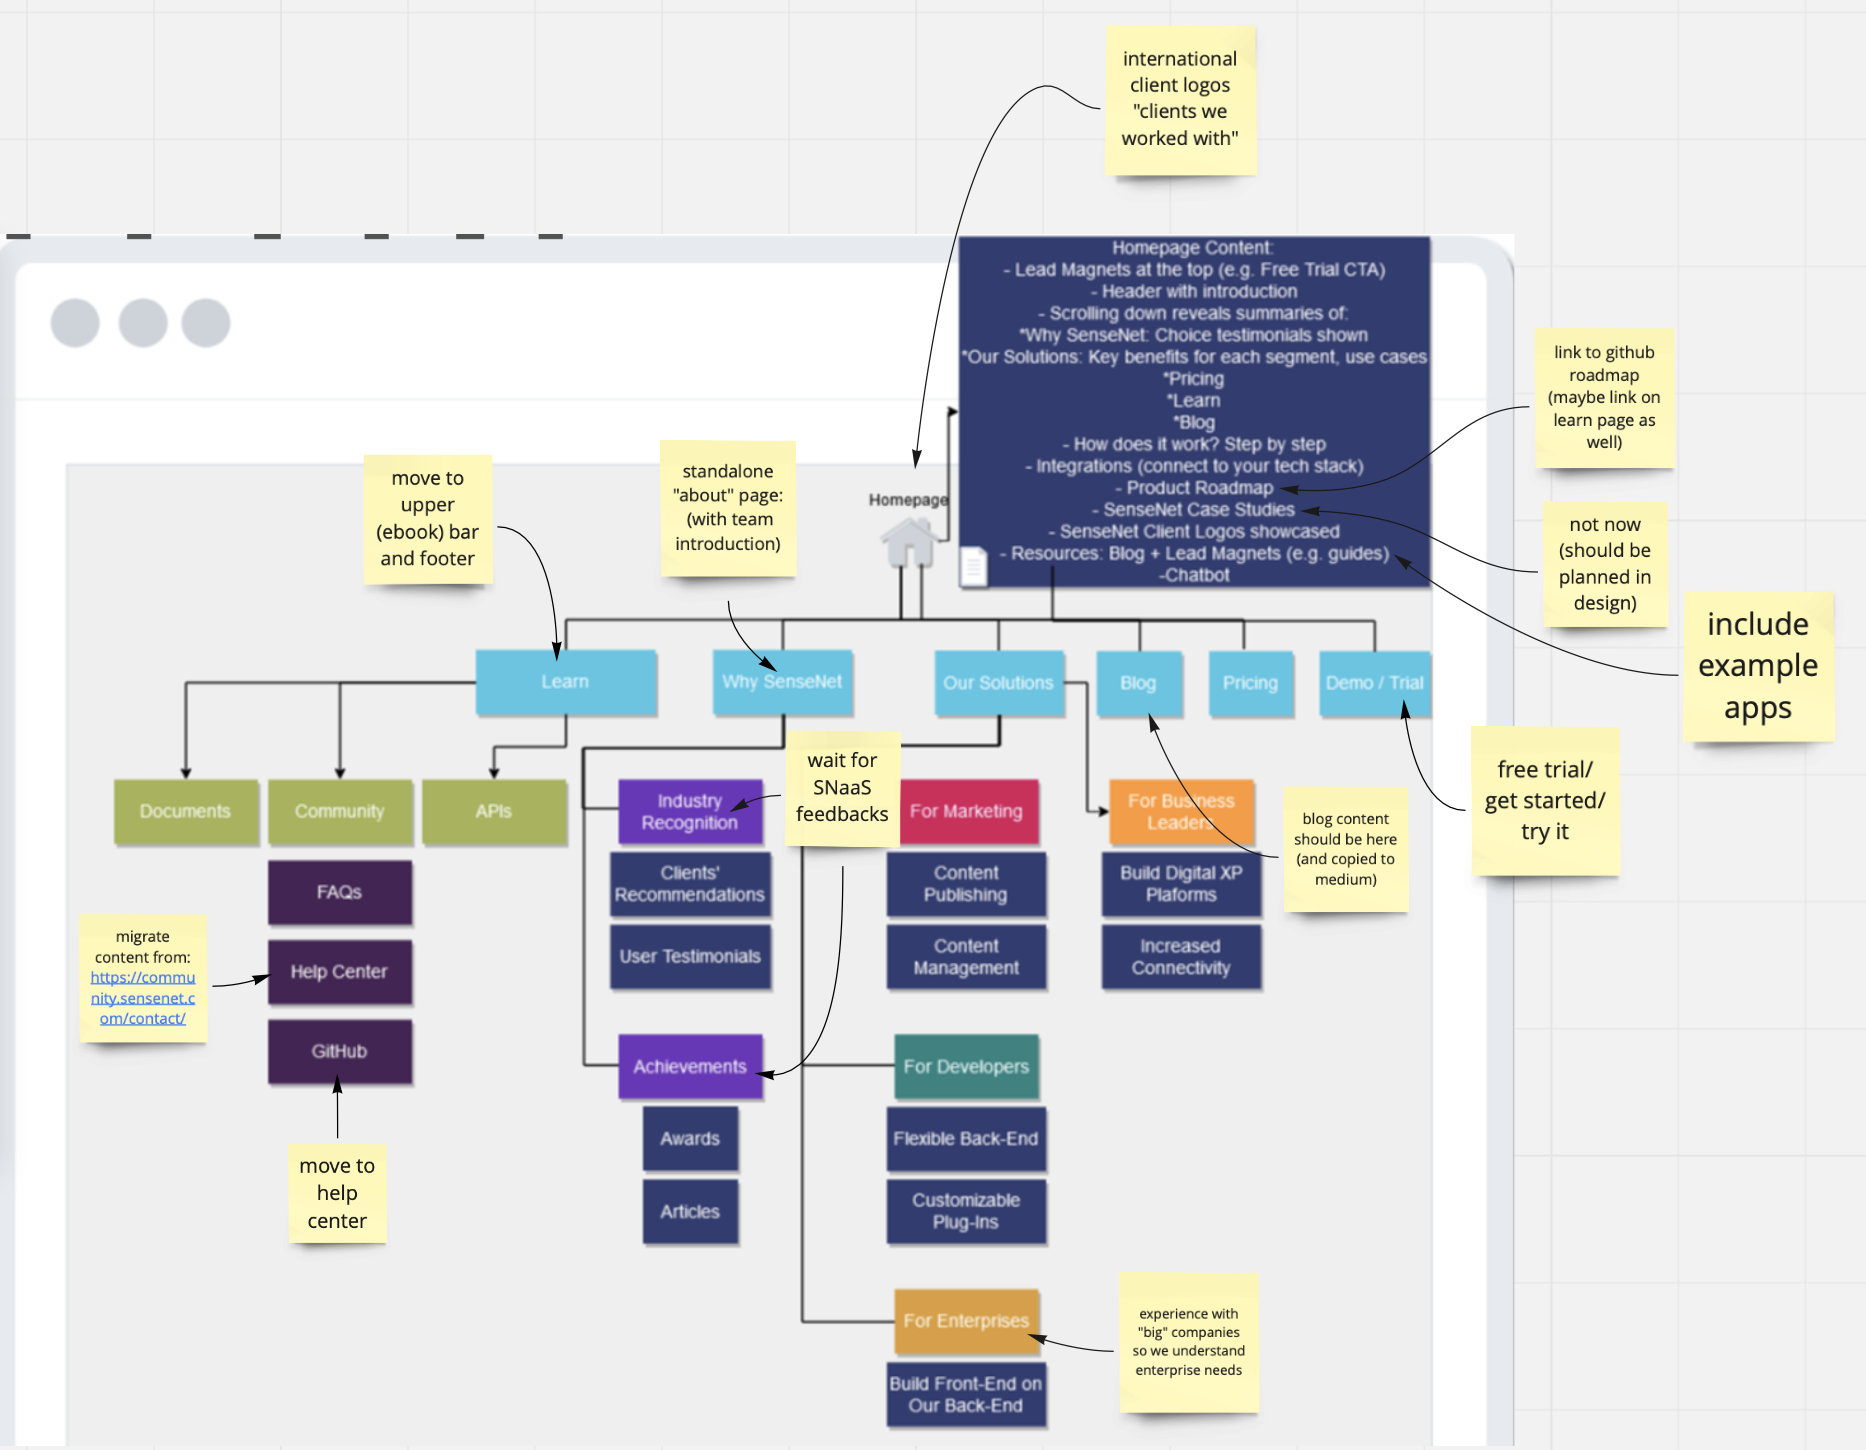 international
client logos
"clients we
worked with"
Homepage Content:
- Lead Magnets at the top (e.g. Free Trial CTA)
- Header with introduction
- Scrolling down reveals summaries of:
*Why SenseNet: Choice testimonials shown
*Our Solutions: Key benefits for each segment, use cases
*Pricing
*Learn
*Blog
- How does it work? Step by step
- Integrations (connect to your tech stack)
- Product Roadmap
- SenseNet Case Studies
- SenseNet Client Logos showcased
- Resources: Blog + Lead Magnets (e.g. guides)
-Chatbot
link to github
roadmap
(maybe link on
learn page as
well)
not now
(should be
planned in
design)
include
example
apps
move to
upper
(ebook) bar
and footer
standalone
"about" page:
(with team
introduction)
Homepage
Learn
Why SenseNet
Our Solutions
Blog
Pricing
Demo / Trial
free trial/
get started/
try it
wait for
SNaaS
feedbacks
blog content
should be here
(and copied to
medium)
Documents
Community
APIs
Industry
Recognition
For Marketing
For Business
Leaders
FAQs
Clients'
Recommendations
Content
Publishing
Build Digital XP
Plaforms
migrate
content from:
https://commu
nity.sensenet.c
om/contact/
Help Center
User Testimonials
Content
Management
Increased
Connectivity
GitHub
Achievements
For Developers
move to
help
center
Awards
Flexible Back-End
Articles
Customizable
Plug-Ins
For Enterprises
experience with
"big" companies
so we understand
enterprise needs
Build Front-End on
Our Back-End